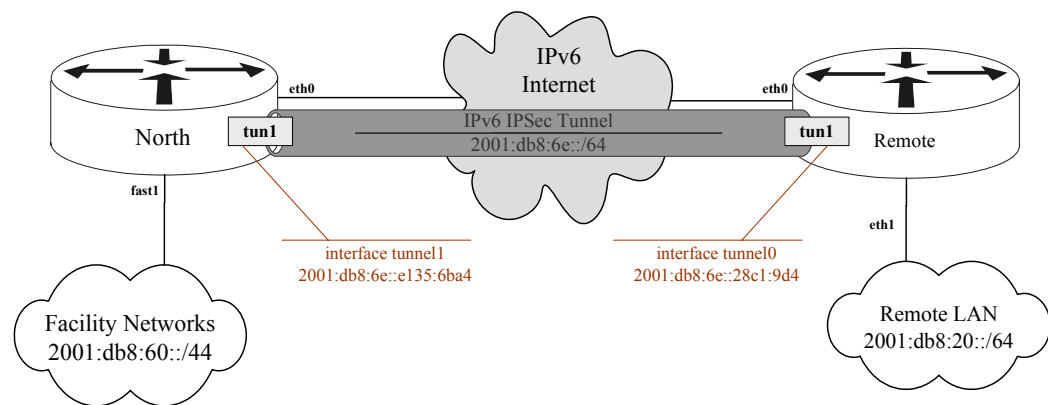 IPv6
Internet
eth0
eth0
IPv6 IPSec Tunnel
2001:db8:6e::/64
North
tun1
tun1
Remote
fast1
eth1
interface tunnel1
2001:db8:6e::e135:6ba4
interface tunnel0
2001:db8:6e::28c1:9d4
Facility Networks
2001:db8:60::/44
Remote LAN
2001:db8:20::/64